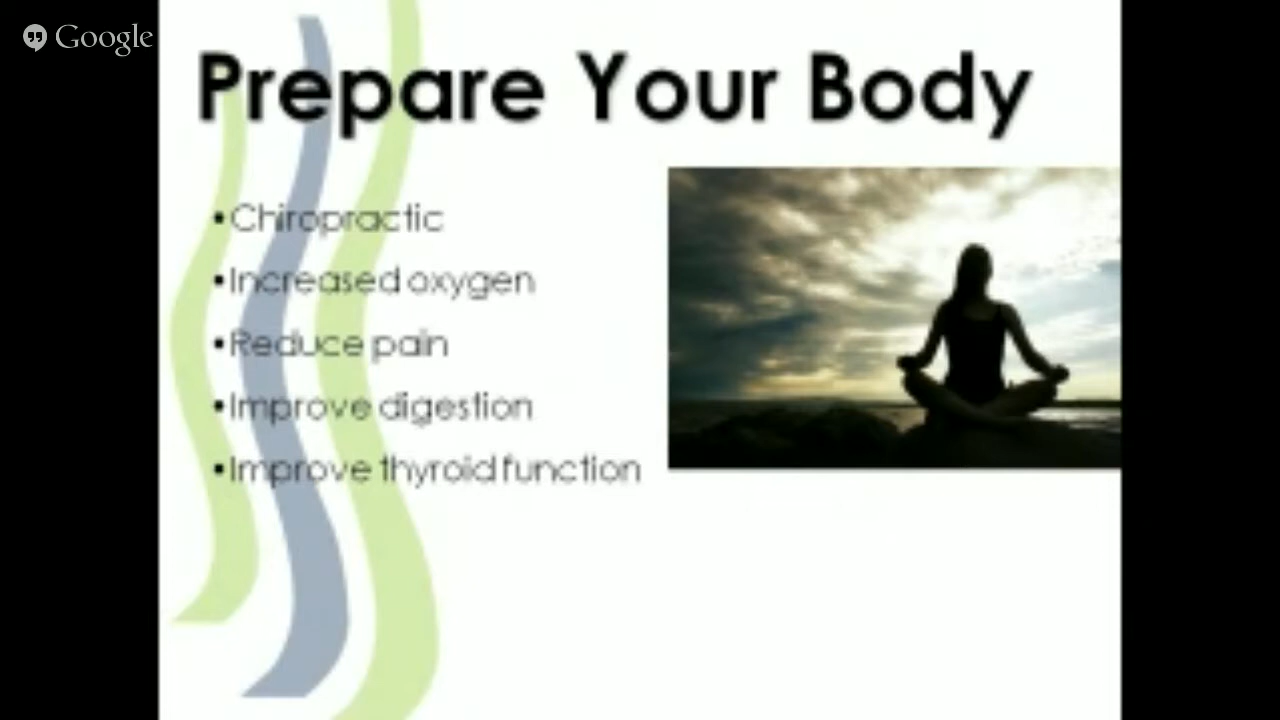 Google
Prepare Your Body
•Chiropractic
•Increased oxygen
•Reduce pain
•Improve digestion
•Improve thyroid function